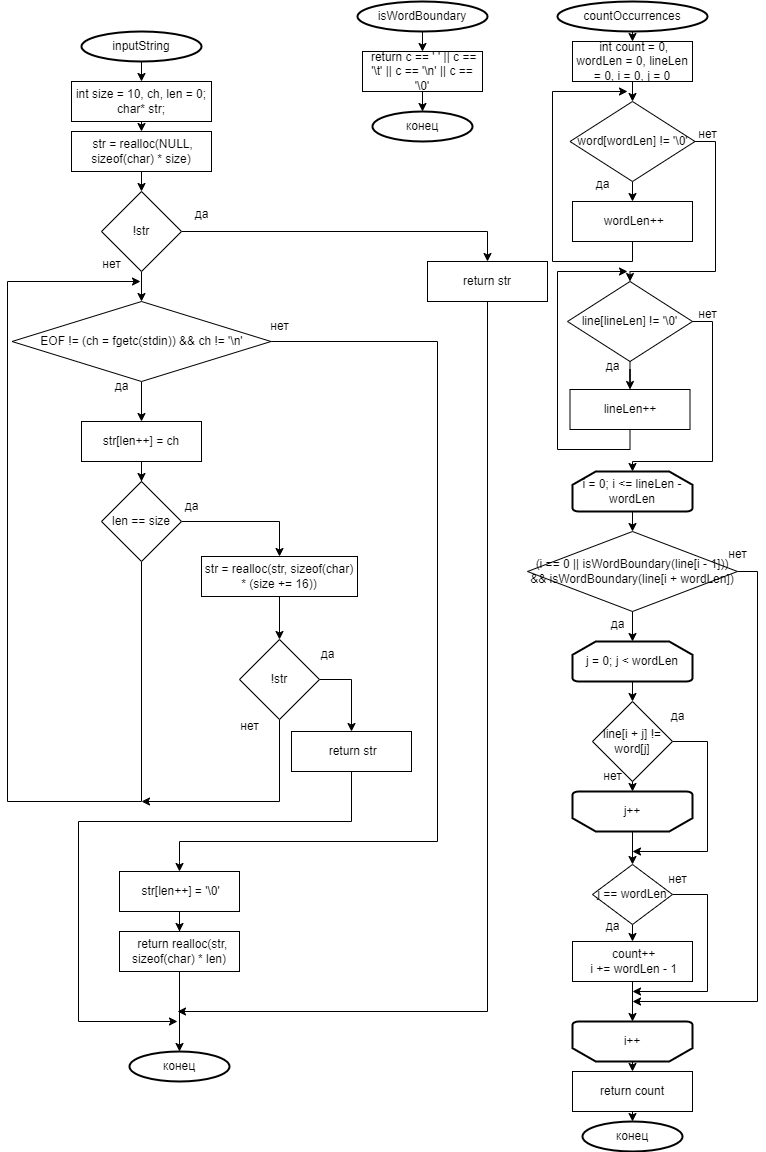 inputString
int size = 10, ch, len = 0;
char* str;
str = realloc(NULL,
sizeof(char) * size)
!str
да
нет
return str
EOF != (ch = fgetc(stdin)) && ch != '\n'
нет
да
str[len++] = ch
len == size
да
str = realloc(str, sizeof(char)
* (size += 16))
!str
да
нет
return str
str[len++] = '\0'
return realloc(str,
sizeof(char) * len)
конец
isWordBoundary
return c == ' ' || c ==
'\t' || c == '\n' || c ==
'\0'
конец
countOccurrences
int count = 0,
wordLen = 0, lineLen
= 0, i = 0, j = 0
word[wordLen] != '\0'
нет
да
wordLen++
line[lineLen] != '\0'
нет
да
lineLen++
i = 0; i <= lineLen -
wordLen
(i == 0 || isWordBoundary(line[i - 1]))
&& isWordBoundary(line[i + wordLen])
нет
да
j = 0; j < wordLen
line[i + j] !=
word[j]
да
нет
j++
j == wordLen
нет
да
count++
i += wordLen - 1
i++
return count
конец